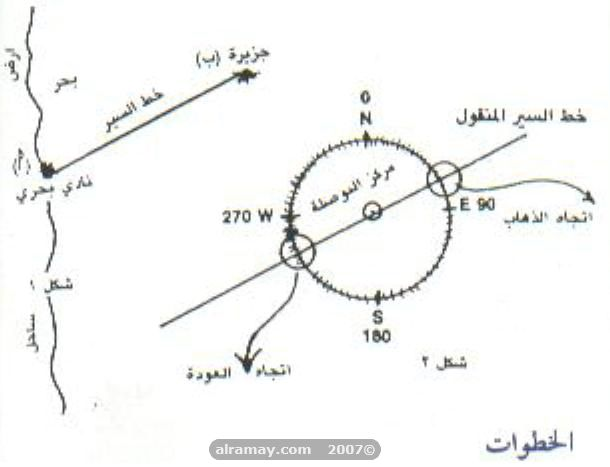 ارض
بحر
جزيرة (ب)
خط السير
(أ)
نادي بحري
شكل ١
ساحل
0
N
خط السير المنقول
مركز البوصلة
270 W
E 90
اتجاه الذهاب
S
180
اتجاه العودة
شكل ٢
الخطوات
alramay.com 2007©